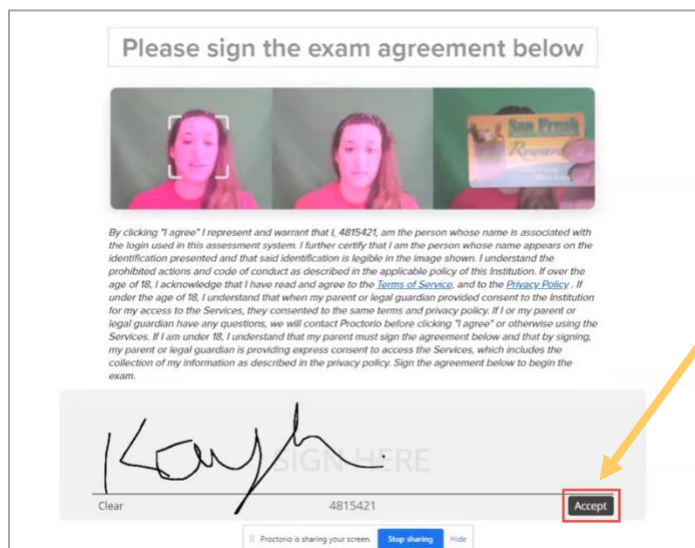 Please sign the exam agreement below
Sun Fresh
Rewards
By clicking "I agree" I represent and warrant that I, 4815421, am the person whose name is associated with
the login used in this assessment system. I further certify that I am the person whose name appears on the
identification presented and that said identification is legible in the image shown. I understand the
prohibited actions and code of conduct as described in the applicable policy of this Institution. If over the
age of 18, I acknowledge that I have read and agree to the Terms of Service, and to the Privacy Policy . If
under the age of 18, I understand that when my parent or legal guardian provided consent to the Institution
for my access to the Services, they consented to the same terms and privacy policy. If I or my parent or
legal guardian have any questions, we will contact Proctorio before clicking "I agree" or otherwise using the
Services. If I am under 18, I understand that my parent must sign the agreement below and that by signing,
my parent or legal guardian is providing express consent to access the Services, which includes the
collection of my information as described in the privacy policy. Sign the agreement below to begin the
exam.
SIGN HERE
Clear 4815421 Accept
Proctorio is sharing your screen. Stop sharing Hide